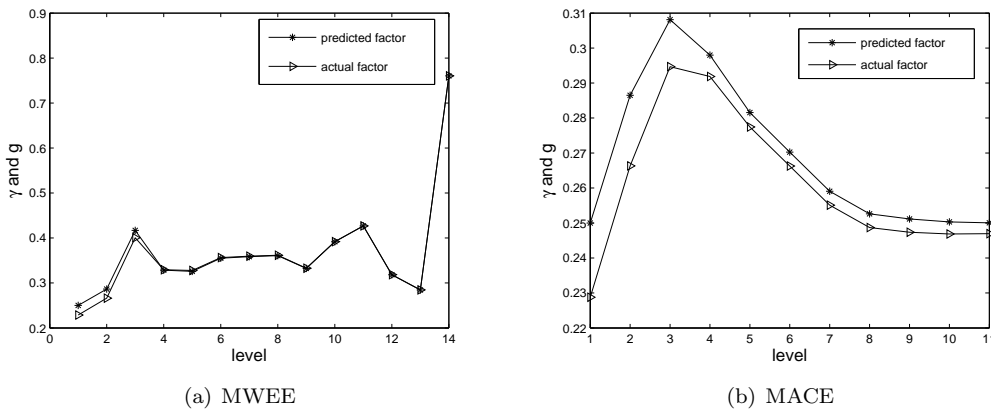 0.9
0.8
0.7
0.6
0.5
0.4
0.3
0.2
γ and g
0 2 4 6 8 10 12 14
level
predicted factor
actual factor
(a) MWEE
0.31
0.3
0.29
0.28
0.27
0.26
0.25
0.24
0.23
0.22
γ and g
1 2 3 4 5 6 7 8 9 10 11
level
predicted factor
actual factor
(b) MACE